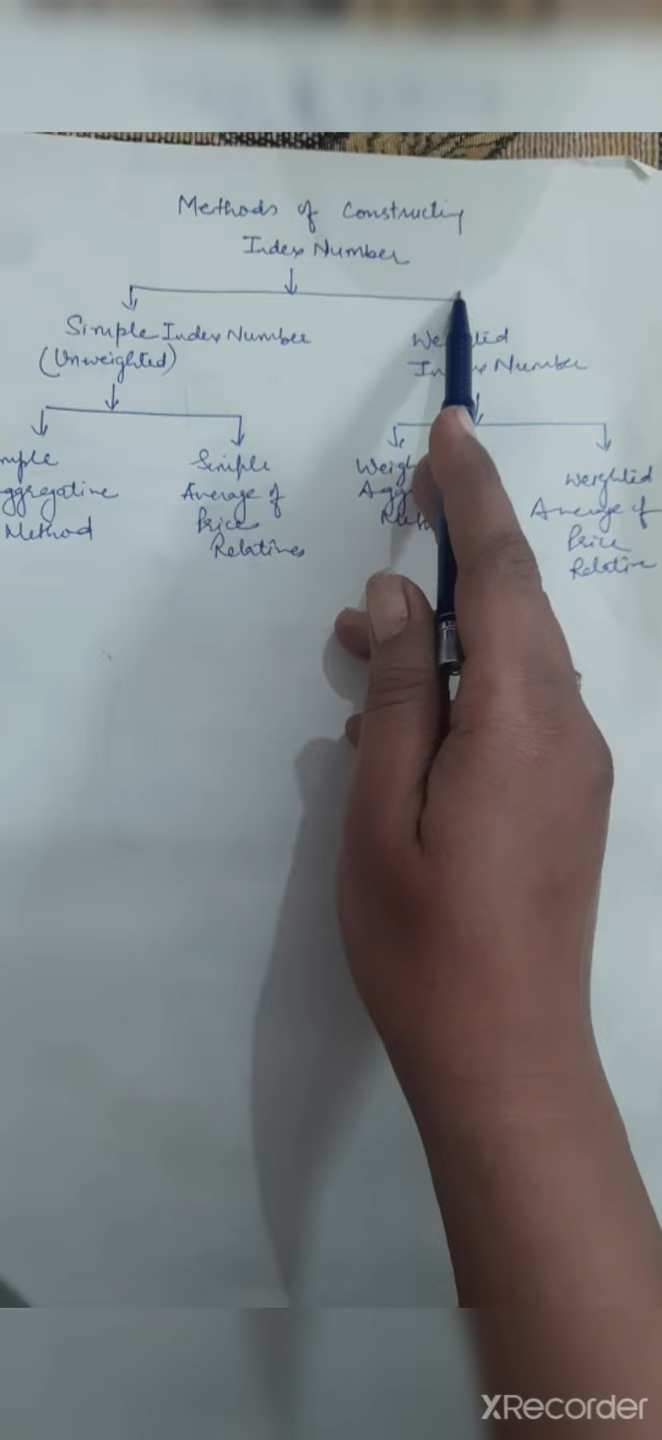 Methods of Constructing
Index Number
Simple Index Number
(Unweighted)
Index Number
Simple
Average of
Price
Relatives
Method
Weighted
Average of
Price
Relative
XRecorder